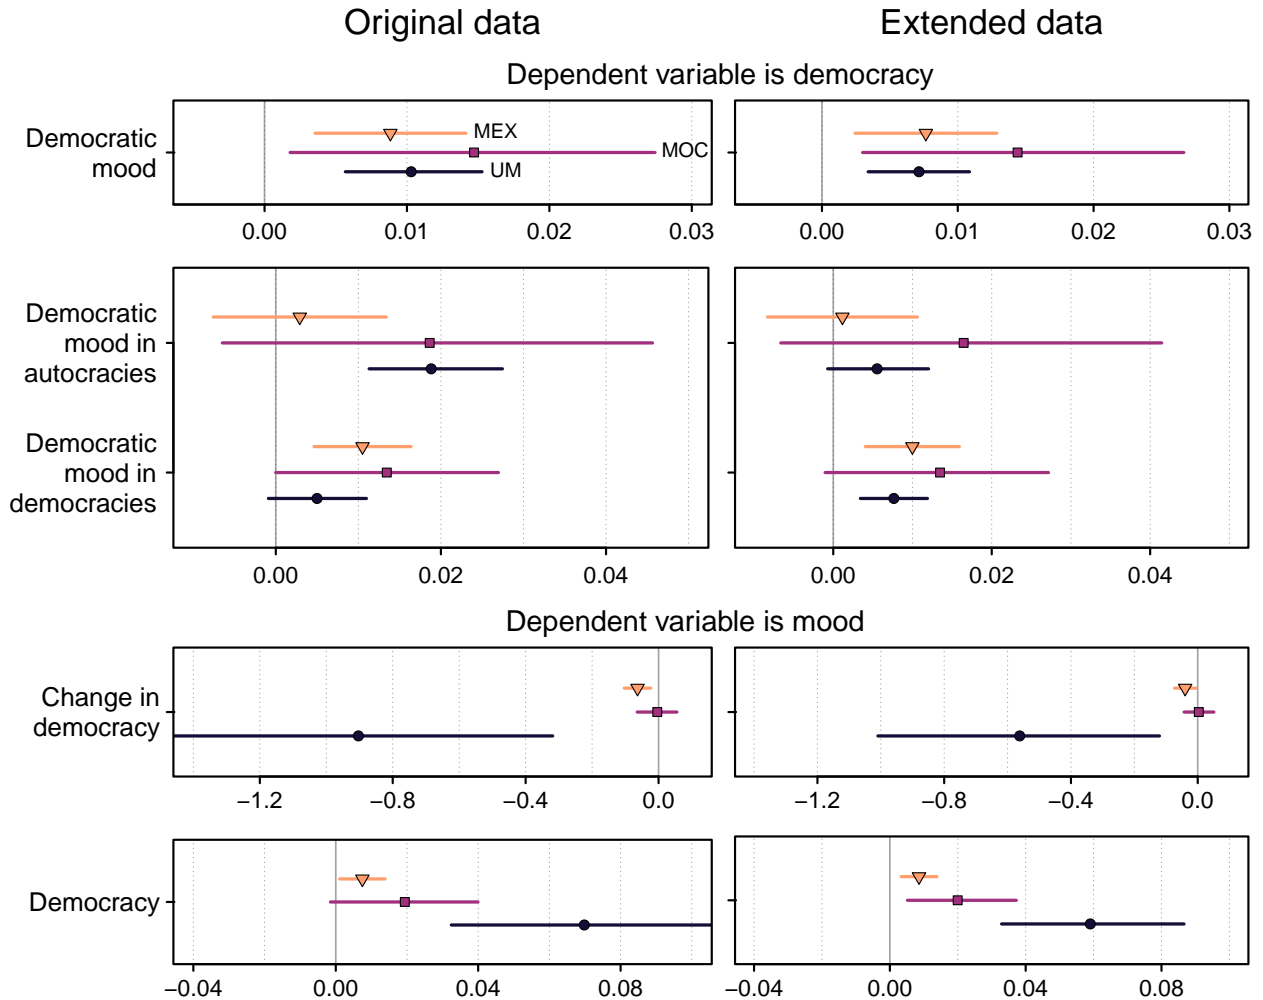 Original data
Extended data
Dependent variable is democracy
Democratic
mood
MEX
MOC
UM
0.00 0.01 0.02 0.03
0.00 0.01 0.02 0.03
Democratic
mood in
autocracies
Democratic
mood in
democracies
0.00 0.02 0.04
0.00 0.02 0.04
Dependent variable is mood
Change in
democracy
−1.2 −0.8 −0.4 0.0
−1.2 −0.8 −0.4 0.0
Democracy
−0.04 0.00 0.04 0.08
−0.04 0.00 0.04 0.08